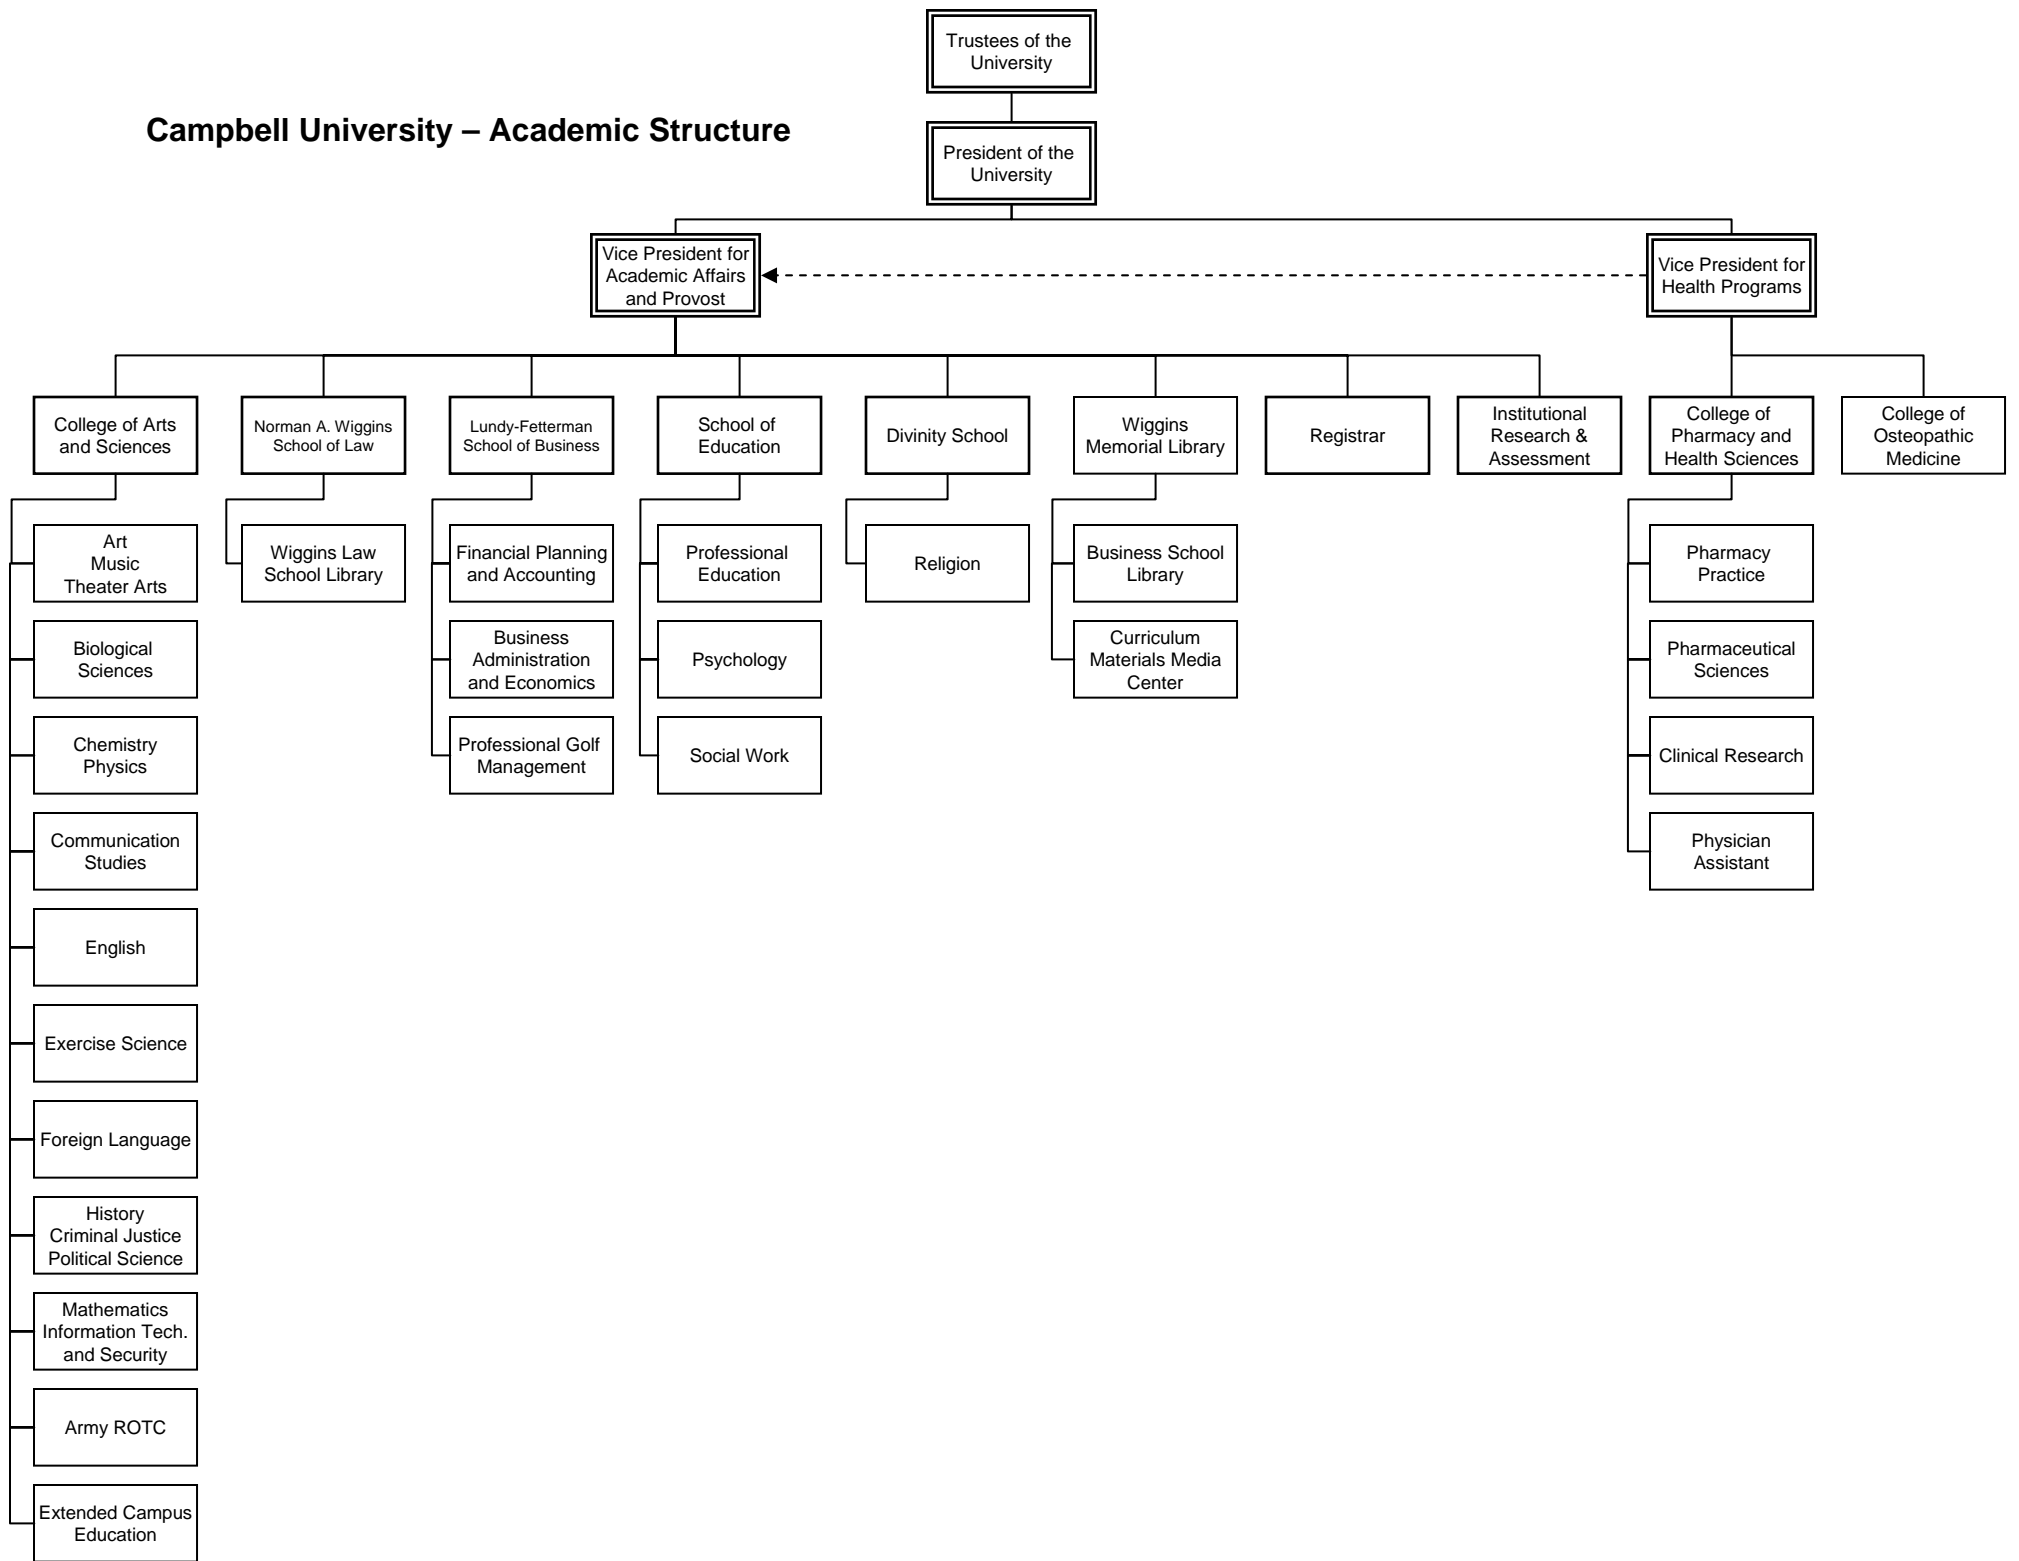 Trustees of the
University
Campbell University – Academic Structure
President of the
University
Vice President for
Academic Affairs
and Provost
Vice President for
Health Programs
College of Arts
and Sciences
Norman A. Wiggins
School of Law
Lundy-Fetterman
School of Business
School of
Education
Divinity School
Wiggins
Memorial Library
Registrar
Institutional
Research &
Assessment
College of
Pharmacy and
Health Sciences
College of
Osteopathic
Medicine
Art
Music
Theater Arts
Wiggins Law
School Library
Financial Planning
and Accounting
Professional
Education
Religion
Business School
Library
Pharmacy
Practice
Biological
Sciences
Business
Administration
and Economics
Psychology
Curriculum
Materials Media
Center
Pharmaceutical
Sciences
Chemistry
Physics
Professional Golf
Management
Social Work
Clinical Research
Communication
Studies
Physician
Assistant
English
Exercise Science
Foreign Language
History
Criminal Justice
Political Science
Mathematics
Information Tech.
and Security
Army ROTC
Extended Campus
Education